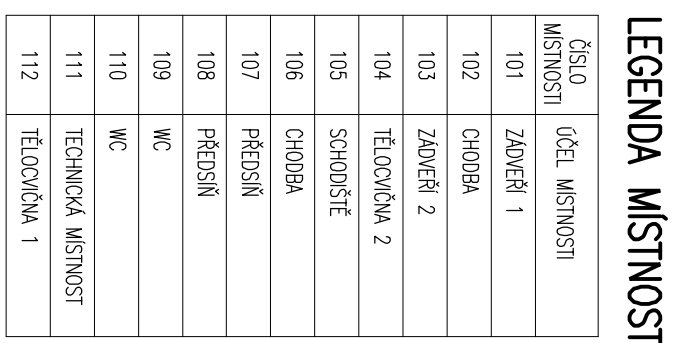 LEGENDA MÍSTNOST
ČÍSLO
MÍSTNOSTI
ÚČEL MÍSTNOSTI
101 ZÁDVEŘÍ 1
102 CHODBA
103 ZÁDVEŘÍ 2
104 TĚLOCVIČNA 2
105 SCHODIŠTĚ
106 CHODBA
107 PŘEDSÍŇ
108 PŘEDSÍŇ
109 WC
110 WC
111 TECHNICKÁ MÍSTNOST
112 TĚLOCVIČNA 1